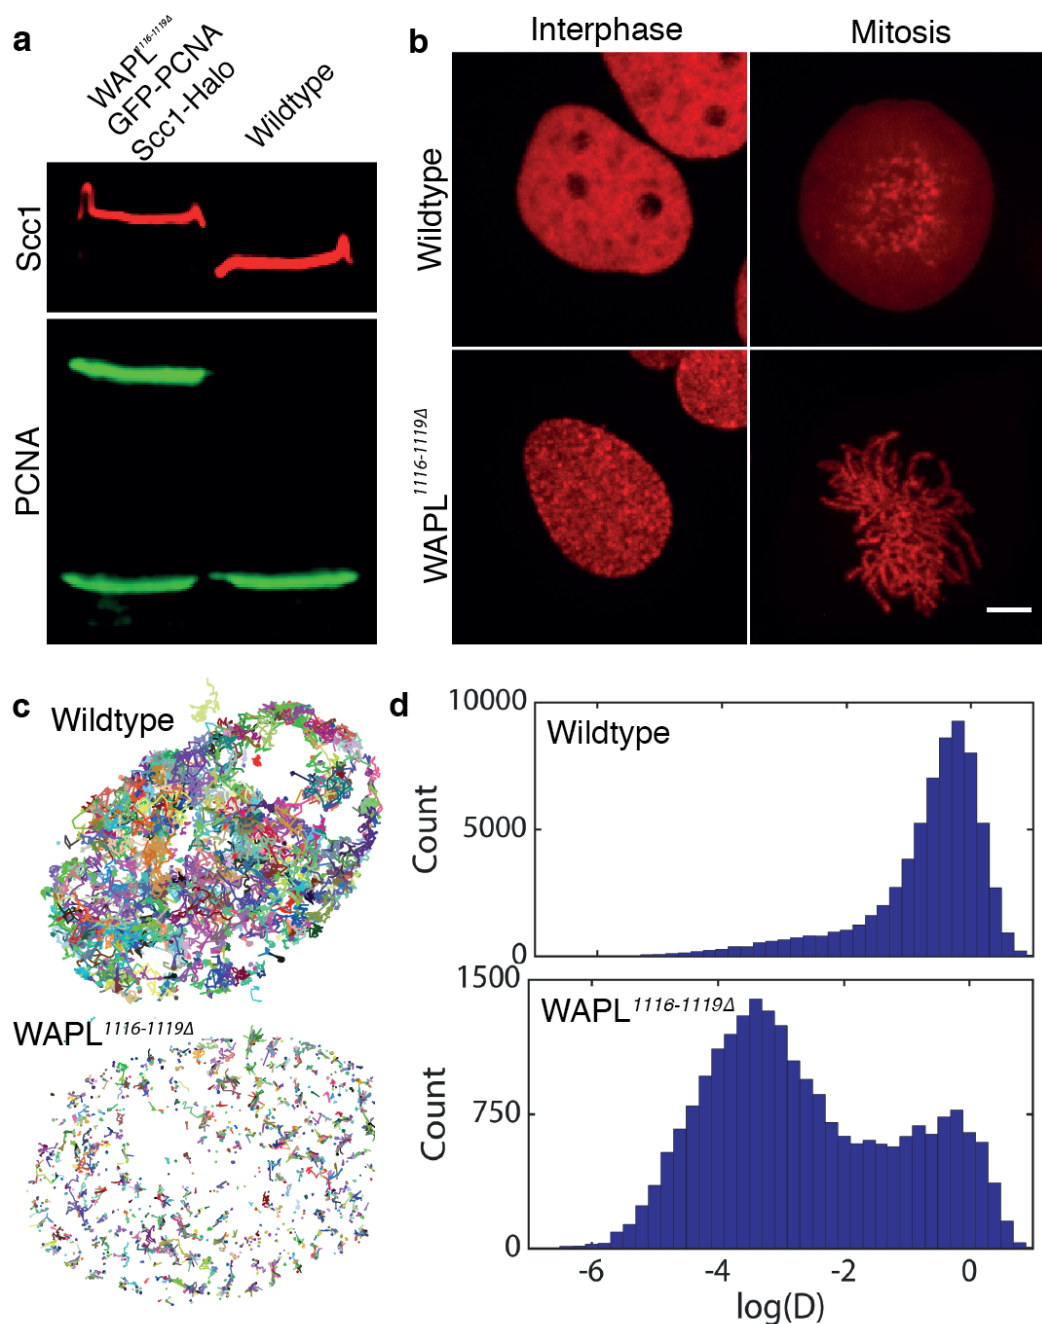 a
WAPL1116-1119Δ
GFP-PCNA
Scc1-Halo
Wildtype
Scc1
PCNA
b
Interphase
Mitosis
Wildtype
WAPL1116-1119Δ
c
Wildtype
WAPL1116-1119Δ
d
10000
5000
0
Count
Wildtype
1500
750
0
Count
WAPL1116-1119Δ
-6
-4
-2
0
log(D)